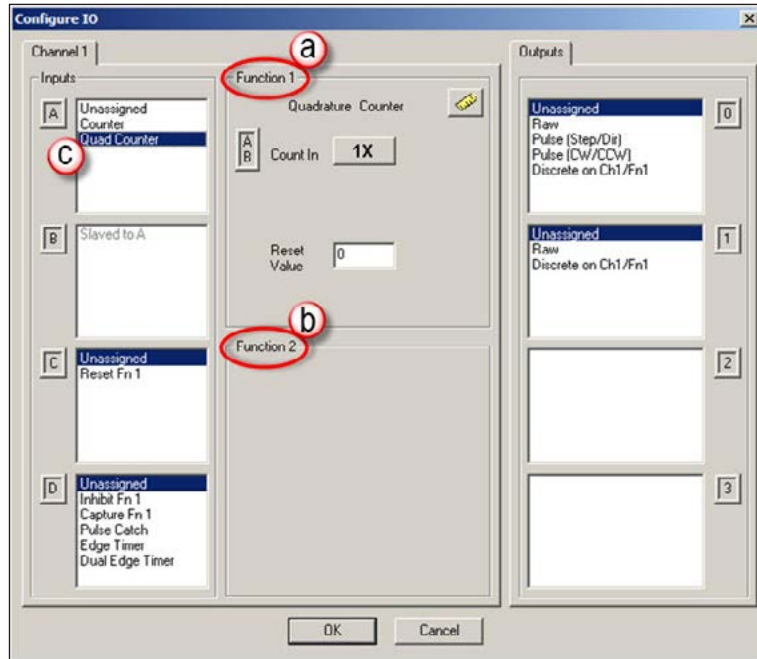 Configure IO
Channel 1
Inputs
A
Unassigned
Counter
Quad Counter
c
B
Slaved to A
C
Unassigned
Reset Fn 1
D
Unassigned
Inhibit Fn 1
Capture Fn 1
Pulse Catch
Edge Timer
Dual Edge Timer
a
Function 1
Quadrature Counter
A
B
Count In
1X
Reset
Value
0
b
Function 2
Outputs
Unassigned
Raw
Pulse (Step/Dir)
Pulse (CW/CCW)
Discrete on Ch1/Fn1
0
Unassigned
Raw
Discrete on Ch1/Fn1
1
2
3
OK
Cancel